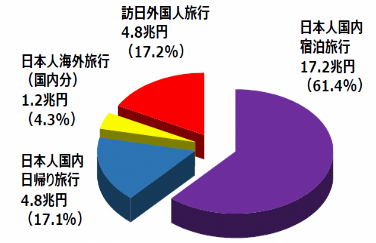 訪日外国人旅行
4.8兆円
（17.2%）
日本人国内
宿泊旅行
17.2兆円
（61.4%）
日本人海外旅行
（国内分）
1.2兆円
（4.3%）
日本人国内
日帰り旅行
4.8兆円
（17.1%）